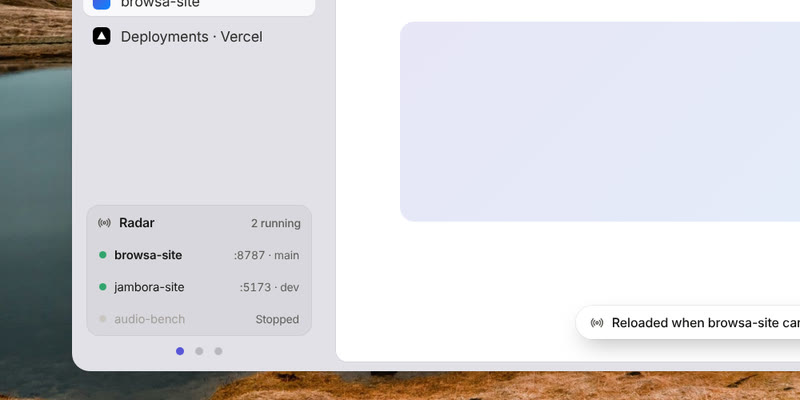 browsa-site
Deployments · Vercel
Radar 2 running
browsa-site :8787 · main
jambora-site :5173 · dev
audio-bench Stopped
Reloaded when browsa-site